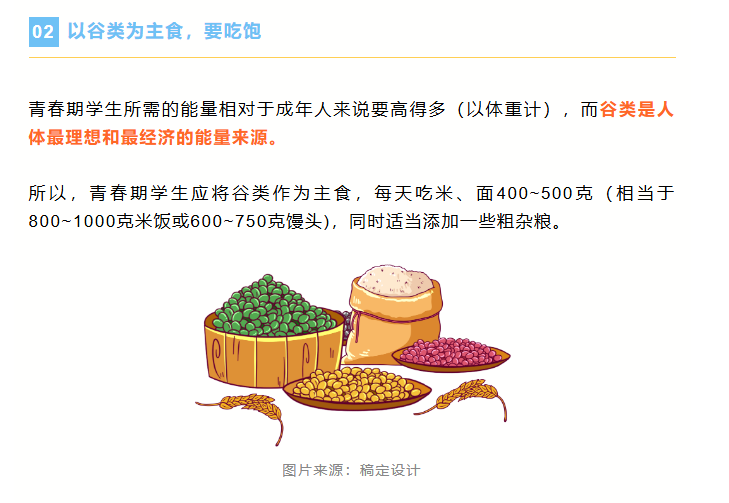 02 以谷类为主食，要吃饱
青春期学生所需的能量相对于成年人来说要高得多（以体重计），而谷类是人
体最理想和最经济的能量来源。
所以，青春期学生应将谷类作为主食，每天吃米、面400~500克（相当于
800~1000克米饭或600~750克馒头)，同时适当添加一些粗杂粮。
图片来源：稿定设计